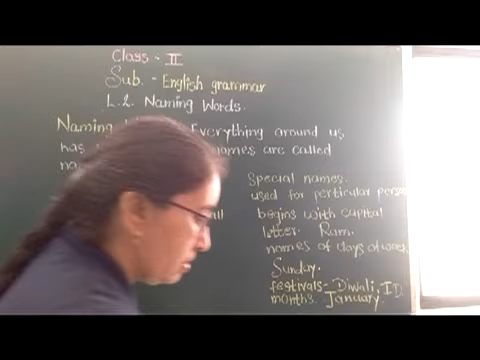 Class - II
Sub. - English grammar
L.2. Naming Words.
Naming Everything around us
has names are called
Special names.
used for particular person
begins with capital
letter. Ram.
names of days of week
Sunday.
festivals- Diwali, ID.
months. January.